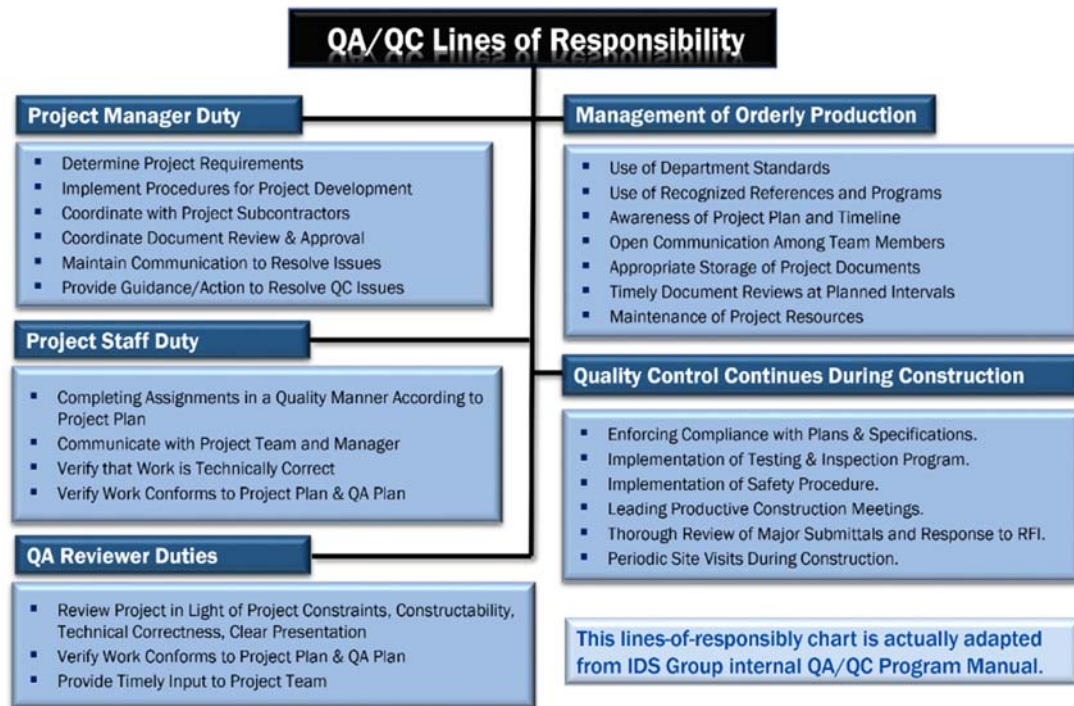 QA/QC Lines of Responsibility
Project Manager Duty
▪ Determine Project Requirements
▪ Implement Procedures for Project Development
▪ Coordinate with Project Subcontractors
▪ Coordinate Document Review & Approval
▪ Maintain Communication to Resolve Issues
▪ Provide Guidance/Action to Resolve QC Issues
Project Staff Duty
▪ Completing Assignments in a Quality Manner According to
Project Plan
▪ Communicate with Project Team and Manager
▪ Verify that Work is Technically Correct
▪ Verify Work Conforms to Project Plan & QA Plan
QA Reviewer Duties
▪ Review Project in Light of Project Constraints, Constructability,
Technical Correctness, Clear Presentation
▪ Verify Work Conforms to Project Plan & QA Plan
▪ Provide Timely Input to Project Team
Management of Orderly Production
▪ Use of Department Standards
▪ Use of Recognized References and Programs
▪ Awareness of Project Plan and Timeline
▪ Open Communication Among Team Members
▪ Appropriate Storage of Project Documents
▪ Timely Document Reviews at Planned Intervals
▪ Maintenance of Project Resources
Quality Control Continues During Construction
▪ Enforcing Compliance with Plans & Specifications.
▪ Implementation of Testing & Inspection Program.
▪ Implementation of Safety Procedure.
▪ Leading Productive Construction Meetings.
▪ Thorough Review of Major Submittals and Response to RFI.
▪ Periodic Site Visits During Construction.
This lines-of-responsibly chart is actually adapted
from IDS Group internal QA/QC Program Manual.